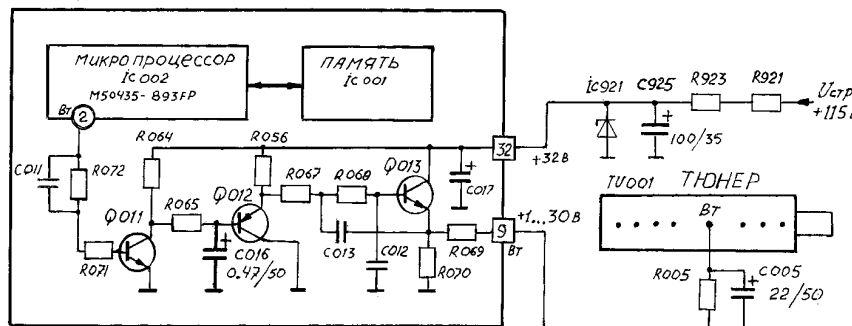 МИКРОПРОЦЕССОР
iC002
M50435-893FP
Вт
2
ПАМЯТЬ
iC001
iC921
C925
R923
R921
Uстр
+115В
100/35
32
+32В
R064
R056
C011
R072
Q011
R065
Q012
R067
R068
Q013
C017
+1...30В
9
Вт
R071
C016
0.47/50
C013
C012
R069
R070
TU001 ТЮНЕР
Вт
R005
C005
22/50